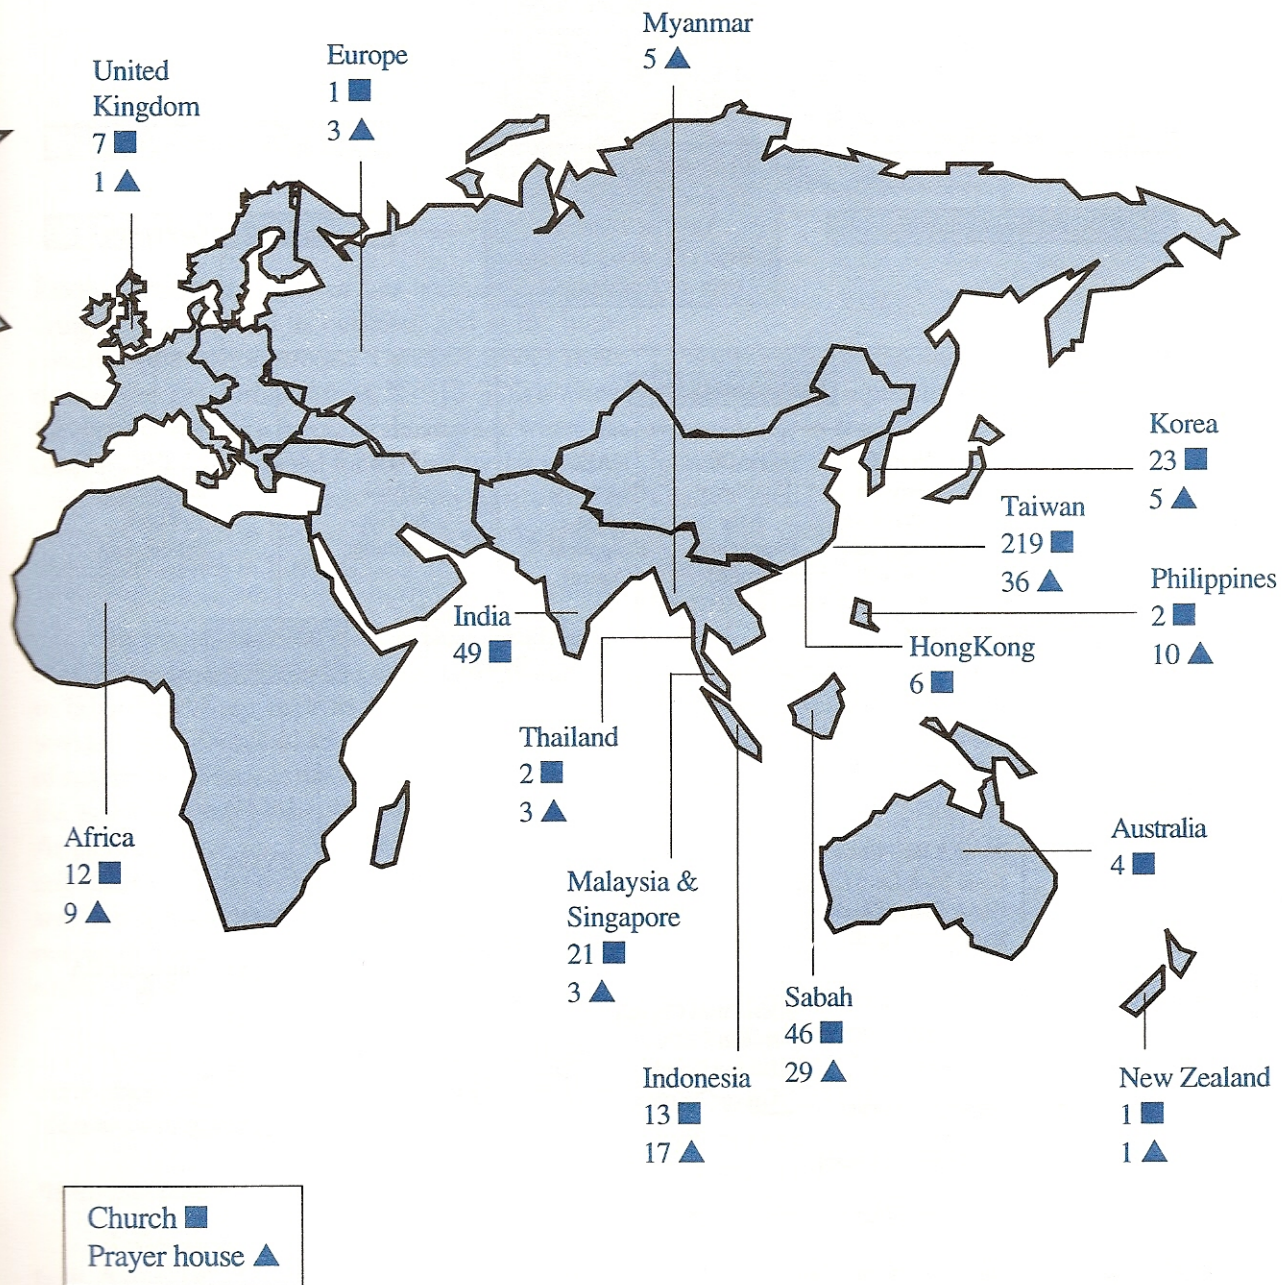 Myanmar
5 ▲
Europe
1 ■
3 ▲
United
Kingdom
7 ■
1 ▲
Korea
23 ■
5 ▲
Taiwan
219 ■
36 ▲
Philippines
2 ■
10 ▲
India
49 ■
HongKong
6 ■
Thailand
2 ■
3 ▲
Africa
12 ■
9 ▲
Australia
4 ■
Malaysia &
Singapore
21 ■
3 ▲
Sabah
46 ■
29 ▲
Indonesia
13 ■
17 ▲
New Zealand
1 ■
1 ▲
Church ■
Prayer house ▲